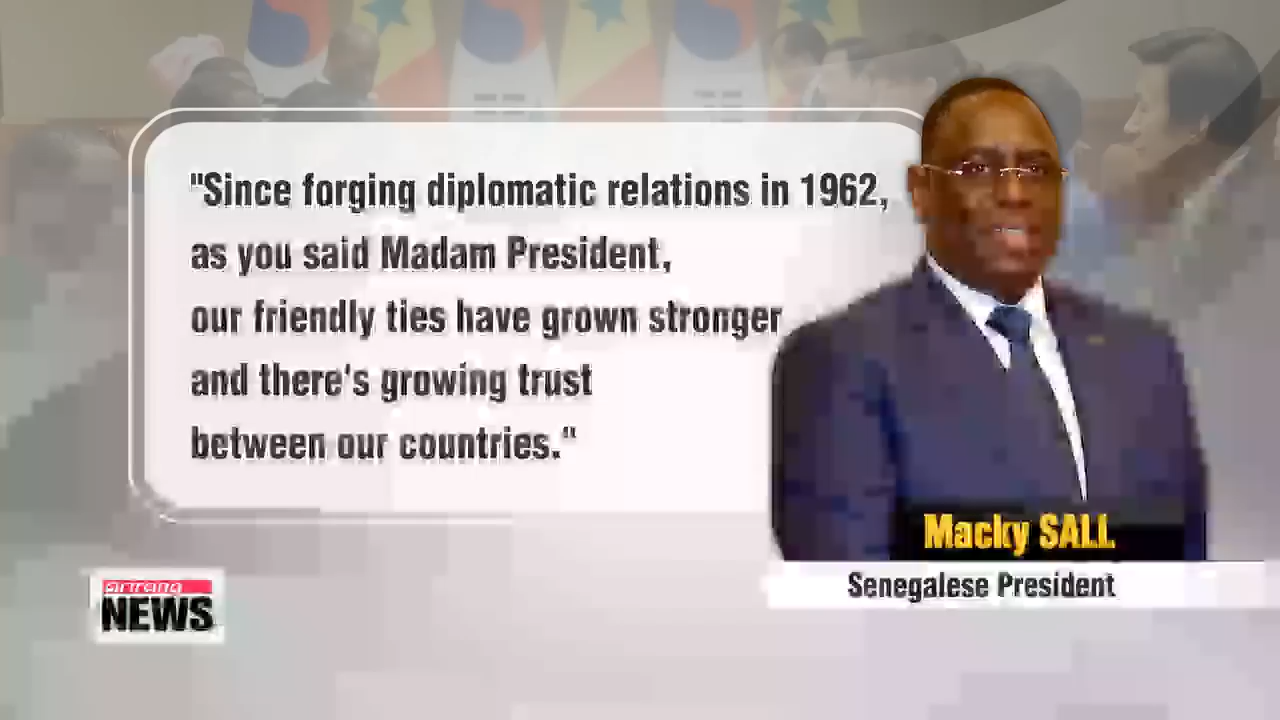 "Since forging diplomatic relations in 1962,
as you said Madam President,
our friendly ties have grown stronger
and there's growing trust
between our countries."
Macky SALL
Senegalese President
arirang
NEWS